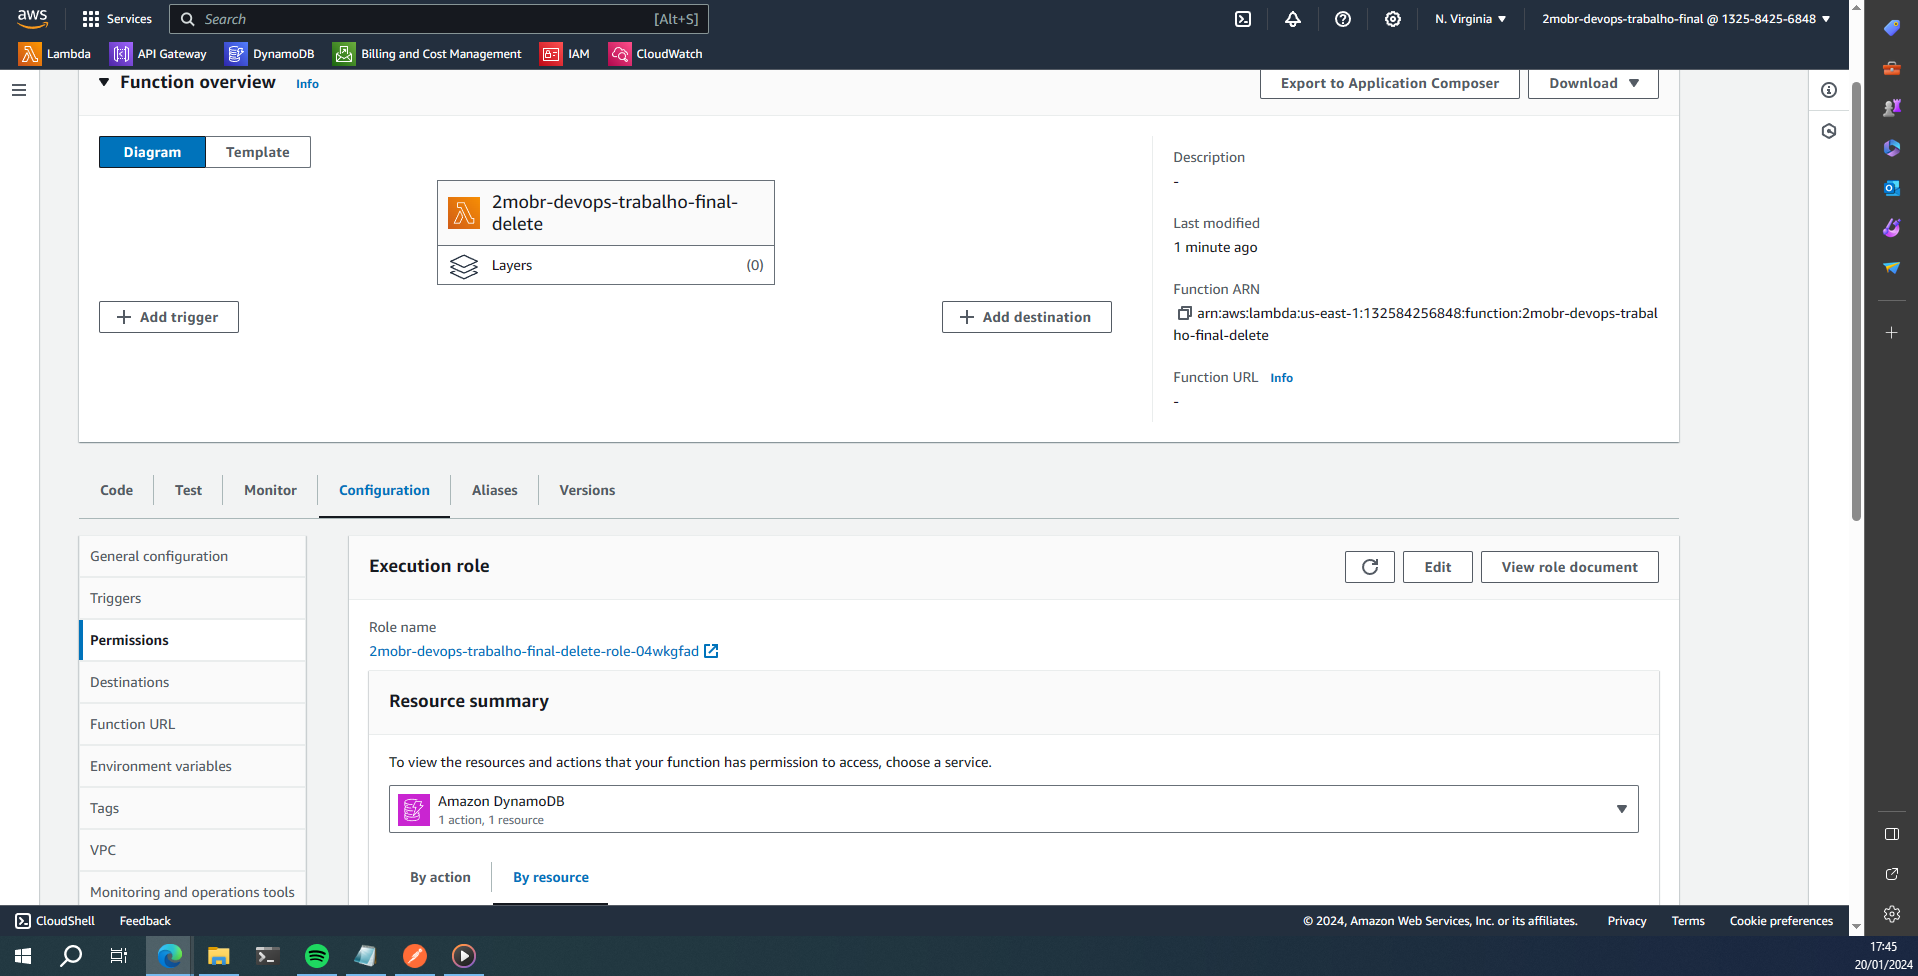 aws
Services
Search
[Alt+S]
N. Virginia
2mobr-devops-trabalho-final @ 1325-8425-6848
Lambda
API Gateway
DynamoDB
Billing and Cost Management
IAM
CloudWatch
Function overview
Info
Export to Application Composer
Download
Diagram
Template
2mobr-devops-trabalho-final-
delete
Layers
(0)
Add trigger
Add destination
Description
-
Last modified
1 minute ago
Function ARN
arn:aws:lambda:us-east-1:132584256848:function:2mobr-devops-trabal
ho-final-delete
Function URL
Info
-
Code
Test
Monitor
Configuration
Aliases
Versions
General configuration
Triggers
Permissions
Destinations
Function URL
Environment variables
Tags
VPC
Monitoring and operations tools
Execution role
Edit
View role document
Role name
2mobr-devops-trabalho-final-delete-role-04wkgfad
Resource summary
To view the resources and actions that your function has permission to access, choose a service.
Amazon DynamoDB
1 action, 1 resource
By action
By resource
CloudShell
Feedback
© 2024, Amazon Web Services, Inc. or its affiliates.
Privacy
Terms
Cookie preferences
17:45
20/01/2024